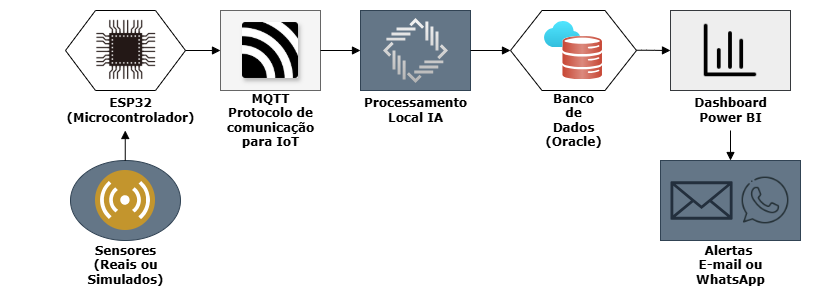 ESP32
(Microcontrolador)
MQTT
Protocolo de
comunicação
para IoT
Processamento
Local IA
Banco
de
Dados
(Oracle)
Dashboard
Power BI
Sensores
(Reais ou
Simulados)
Alertas
E-mail ou
WhatsApp